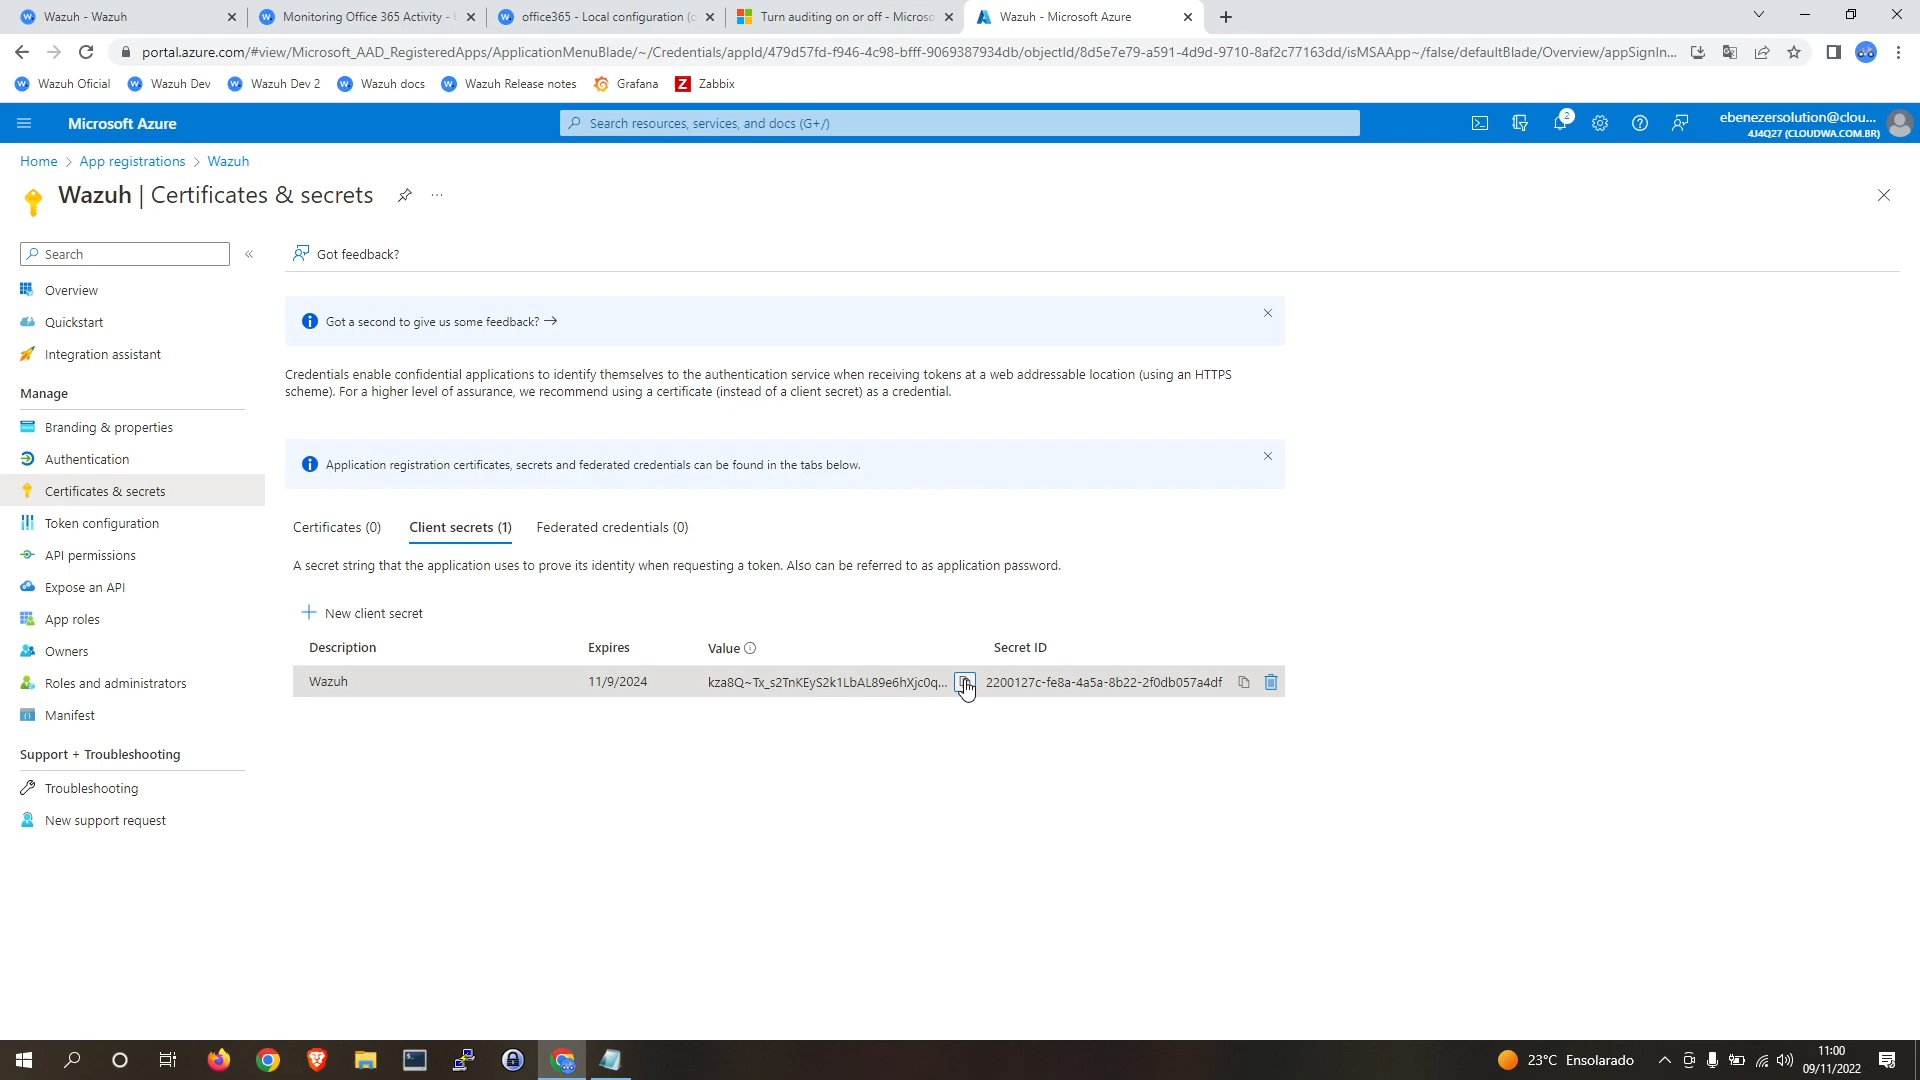 Wazuh - Wazuh
Monitoring Office 365 Activity -
office365 - Local configuration (o
Turn auditing on or off - Microso
Wazuh - Microsoft Azure
portal.azure.com/#view/Microsoft_AAD_RegisteredApps/ApplicationMenuBlade/~/Credentials/appId/479d57fd-f946-4c98-bfff-9069387934db/objectId/8d5e7e79-a591-4d9d-9710-8af2c77163dd/isMSAApp~/false/defaultBlade/Overview/appSignIn...
Wazuh Oficial
Wazuh Dev
Wazuh Dev 2
Wazuh docs
Wazuh Release notes
Grafana
Z Zabbix
Microsoft Azure
Search resources, services, and docs (G+/)
2
ebenezersolution@clou...
4J4Q27 (CLOUDWA.COM.BR)
Home > App registrations > Wazuh
Wazuh | Certificates & secrets
Search
«
Got feedback?
Overview
Quickstart
Integration assistant
Manage
Branding & properties
Authentication
Certificates & secrets
Token configuration
API permissions
Expose an API
App roles
Owners
Roles and administrators
Manifest
Support + Troubleshooting
Troubleshooting
New support request
Got a second to give us some feedback? →
Credentials enable confidential applications to identify themselves to the authentication service when receiving tokens at a web addressable location (using an HTTPS
scheme). For a higher level of assurance, we recommend using a certificate (instead of a client secret) as a credential.
Application registration certificates, secrets and federated credentials can be found in the tabs below.
Certificates (0)
Client secrets (1)
Federated credentials (0)
A secret string that the application uses to prove its identity when requesting a token. Also can be referred to as application password.
New client secret
Description
Expires
Value
Secret ID
Wazuh
11/9/2024
kza8Q~Tx_s2TnKEyS2k1LbAL89e6hXjc0q...
2200127c-fe8a-4a5a-8b22-2f0db057a4df
23°C Ensolarado
11:00
09/11/2022